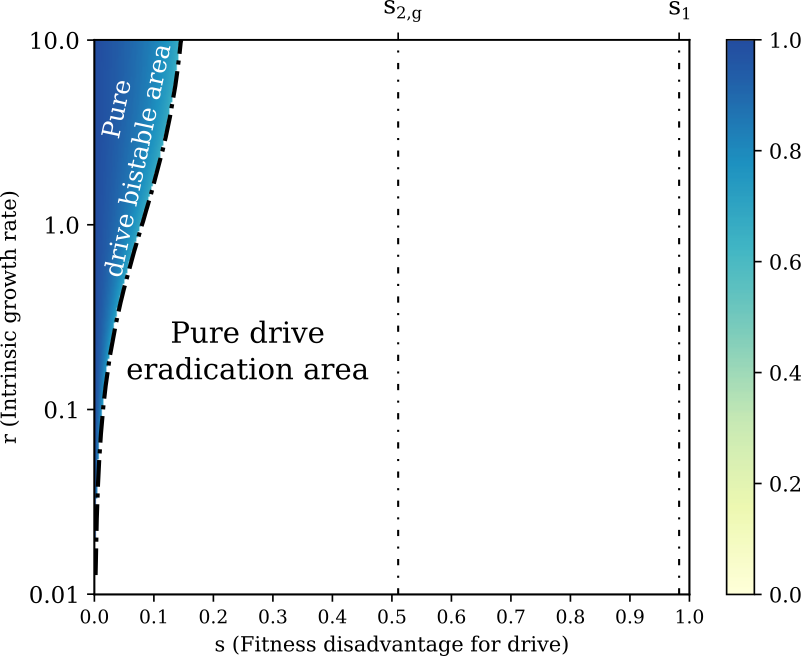 s2,g
s1
10.0
1.0
0.1
0.01
r (Intrinsic growth rate)
Pure
drive bistable area
Pure drive
eradication area
0.0 0.1 0.2 0.3 0.4 0.5 0.6 0.7 0.8 0.9 1.0
s (Fitness disadvantage for drive)
1.0
0.8
0.6
0.4
0.2
0.0